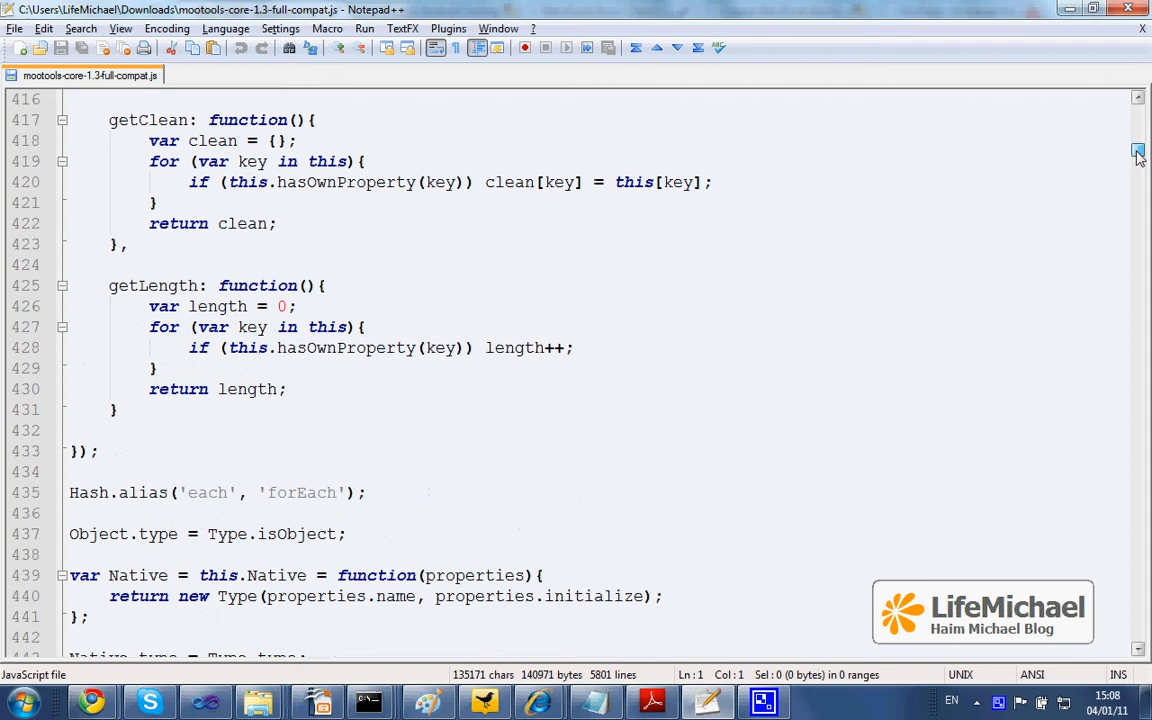 C:\Users\LifeMichael\Downloads\mootools-core-1.3-full-compat.js - Notepad++
File Edit Search View Encoding Language Settings Macro Run TextFX Plugins Window ? X
mootools-core-1.3-full-compat.js
416
417 getClean: function(){
418 var clean = {};
419 for (var key in this){
420 if (this.hasOwnProperty(key)) clean[key] = this[key];
421 }
422 return clean;
423 },
424
425 getLength: function(){
426 var length = 0;
427 for (var key in this){
428 if (this.hasOwnProperty(key)) length++;
429 }
430 return length;
431 }
432
433 });
434
435 Hash.alias('each', 'forEach');
436
437 Object.type = Type.isObject;
438
439 var Native = this.Native = function(properties){
440 return new Type(properties.name, properties.initialize);
441 };
442
443 Native.type = Type.type;
LifeMichael
Haim Michael Blog
JavaScript file 135171 chars 140971 bytes 5801 lines Ln : 1 Col : 1 Sel : 0 (0 bytes) in 0 ranges UNIX ANSI INS
EN 15:08
04/01/11